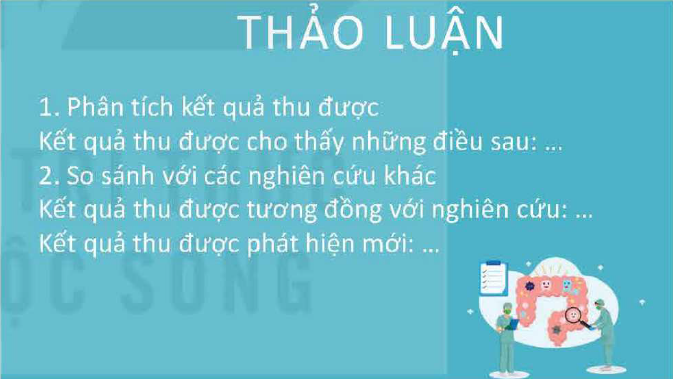 THẢO LUẬN
1. Phân tích kết quả thu được
Kết quả thu được cho thấy những điều sau: ...
2. So sánh với các nghiên cứu khác
Kết quả thu được tương đồng với nghiên cứu: ...
Kết quả thu được phát hiện mới: ...